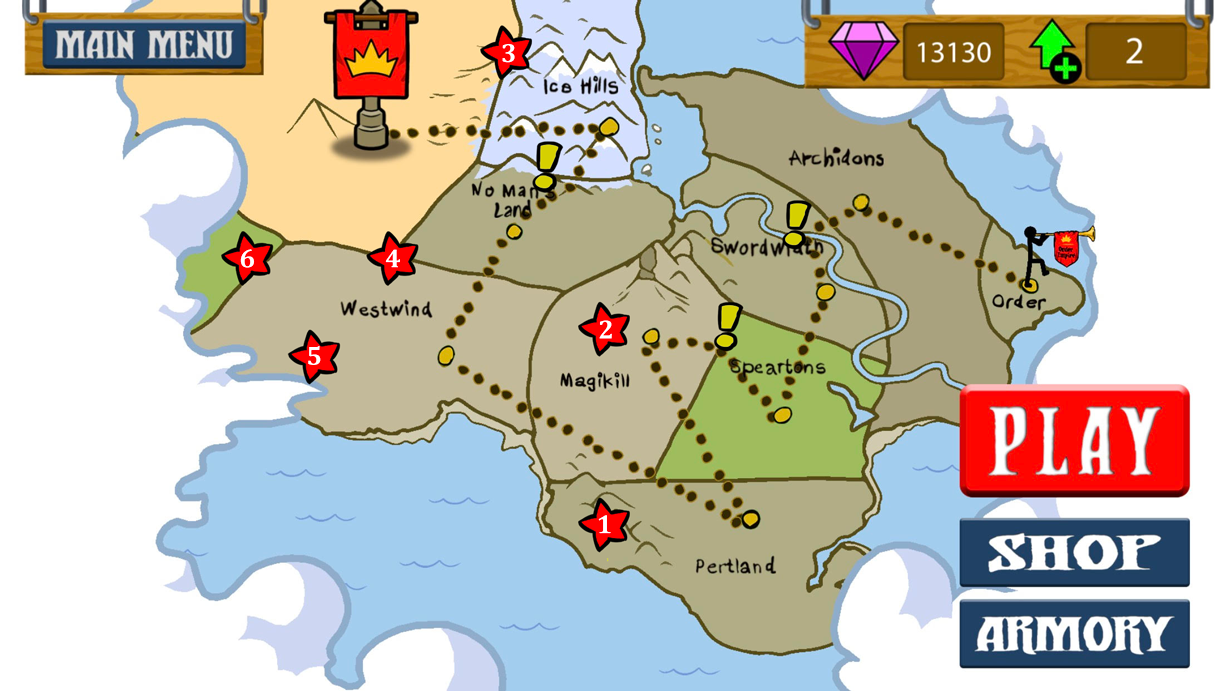 MAIN MENU
13130
2
3
Ice Hills
Archidons
No Man's
Land
Swordwrath
6
4
Order
Westwind
2
5
Speartons
Magikill
PLAY
1
SHOP
Pertland
ARMORY